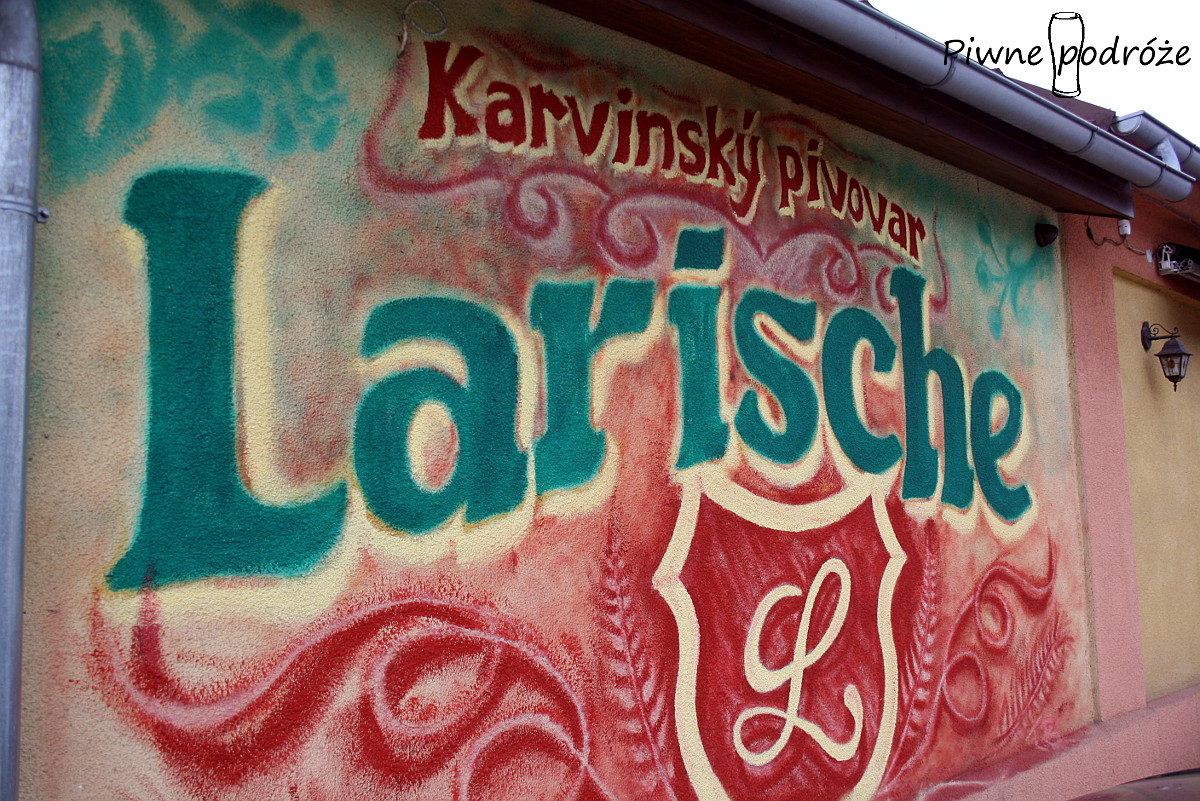 Piwne podróże
Karvinský pivovar
Larische
L